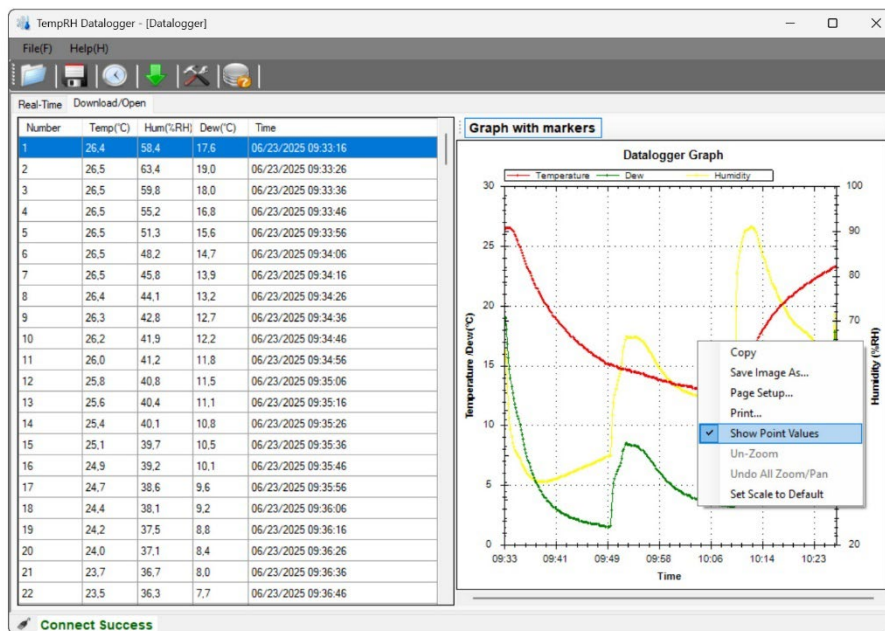 TempRH Datalogger - [Datalogger]
File(F) Help(H)
Real-Time Download/Open
Number Temp(°C) Hum(%RH) Dew(°C) Time
1 26,4 58,4 17,6 06/23/2025 09:33:16
2 26,5 63,4 19,0 06/23/2025 09:33:26
3 26,5 59,8 18,0 06/23/2025 09:33:36
4 26,5 55,2 16,8 06/23/2025 09:33:46
5 26,5 51,3 15,6 06/23/2025 09:33:56
6 26,5 48,2 14,7 06/23/2025 09:34:06
7 26,5 45,8 13,9 06/23/2025 09:34:16
8 26,4 44,1 13,2 06/23/2025 09:34:26
9 26,3 42,8 12,7 06/23/2025 09:34:36
10 26,2 41,9 12,2 06/23/2025 09:34:46
11 26,0 41,2 11,8 06/23/2025 09:34:56
12 25,8 40,8 11,5 06/23/2025 09:35:06
13 25,6 40,4 11,1 06/23/2025 09:35:16
14 25,4 40,1 10,8 06/23/2025 09:35:26
15 25,1 39,7 10,5 06/23/2025 09:35:36
16 24,9 39,2 10,1 06/23/2025 09:35:46
17 24,7 38,6 9,6 06/23/2025 09:35:56
18 24,4 38,1 9,2 06/23/2025 09:36:06
19 24,2 37,5 8,8 06/23/2025 09:36:16
20 24,0 37,1 8,4 06/23/2025 09:36:26
21 23,7 36,7 8,0 06/23/2025 09:36:36
22 23,5 36,3 7,7 06/23/2025 09:36:46
Graph with markers
Datalogger Graph
Temperature Dew Humidity
Temperature /Dew(°C)
30
25
20
15
10
5
0
100
90
80
70
20
Humidity (%RH)
09:33 09:41 09:49 09:58 10:06 10:14 10:23
Time
Copy
Save Image As...
Page Setup...
Print...
Show Point Values
Un-Zoom
Undo All Zoom/Pan
Set Scale to Default
Connect Success